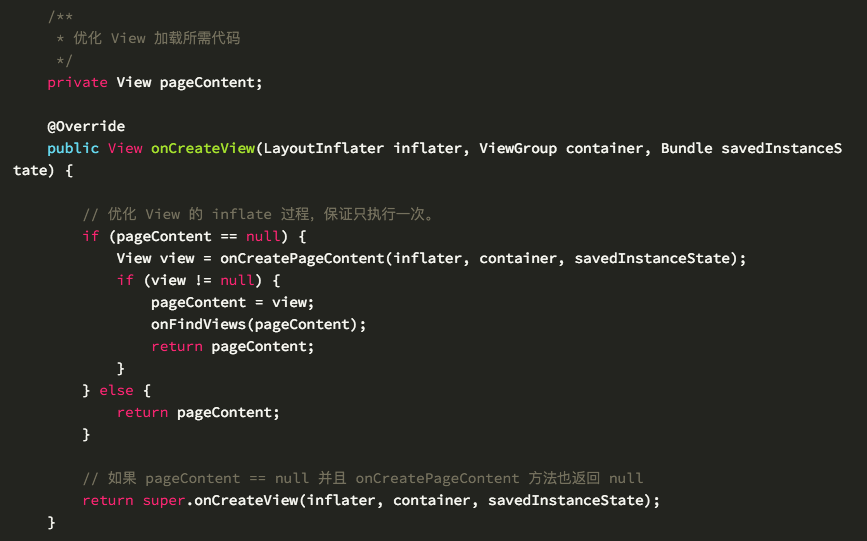 /**
 * 优化 View 加载所需代码
 */
private View pageContent;
@Override
public View onCreateView(LayoutInflater inflater, ViewGroup container, Bundle savedInstanceS
tate) {
// 优化 View 的 inflate 过程，保证只执行一次。
if (pageContent == null) {
View view = onCreatePageContent(inflater, container, savedInstanceState);
if (view != null) {
pageContent = view;
onFindViews(pageContent);
return pageContent;
}
} else {
return pageContent;
}
// 如果 pageContent == null 并且 onCreatePageContent 方法也返回 null
return super.onCreateView(inflater, container, savedInstanceState);
}